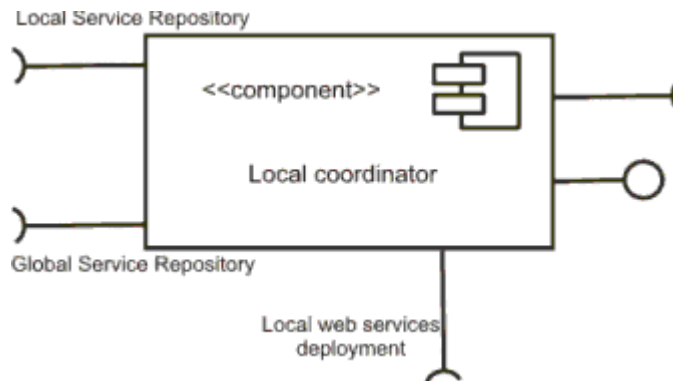 Local Service Repository
<<component>>
Local coordinator
Global Service Repository
Local web services
deployment